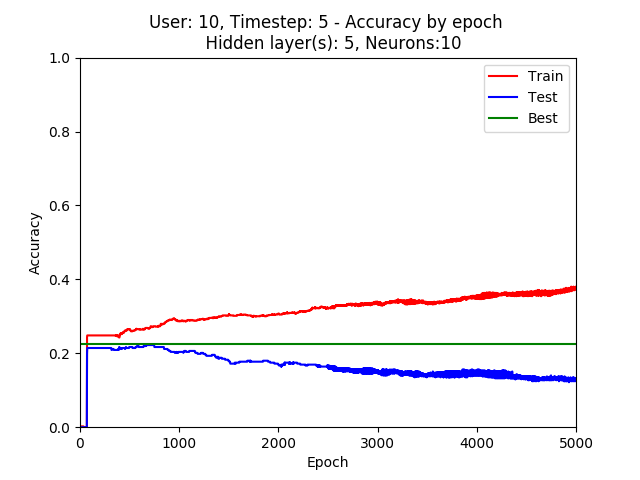 User: 10, Timestep: 5 - Accuracy by epoch
Hidden layer(s): 5, Neurons:10
Train
Test
Best
1.0
0.8
0.6
0.4
0.2
0.0
Accuracy
0
1000
2000
3000
4000
5000
Epoch